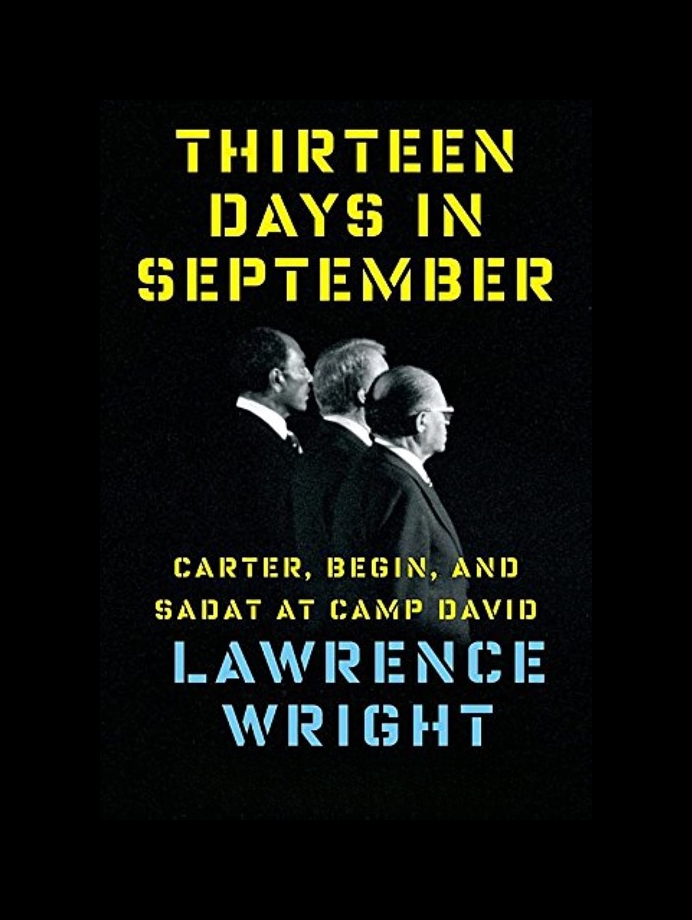 THIRTEEN
DAYS IN
SEPTEMBER
CARTER, BEGIN, AND
SADAT AT CAMP DAVID
LAWRENCE
WRIGHT